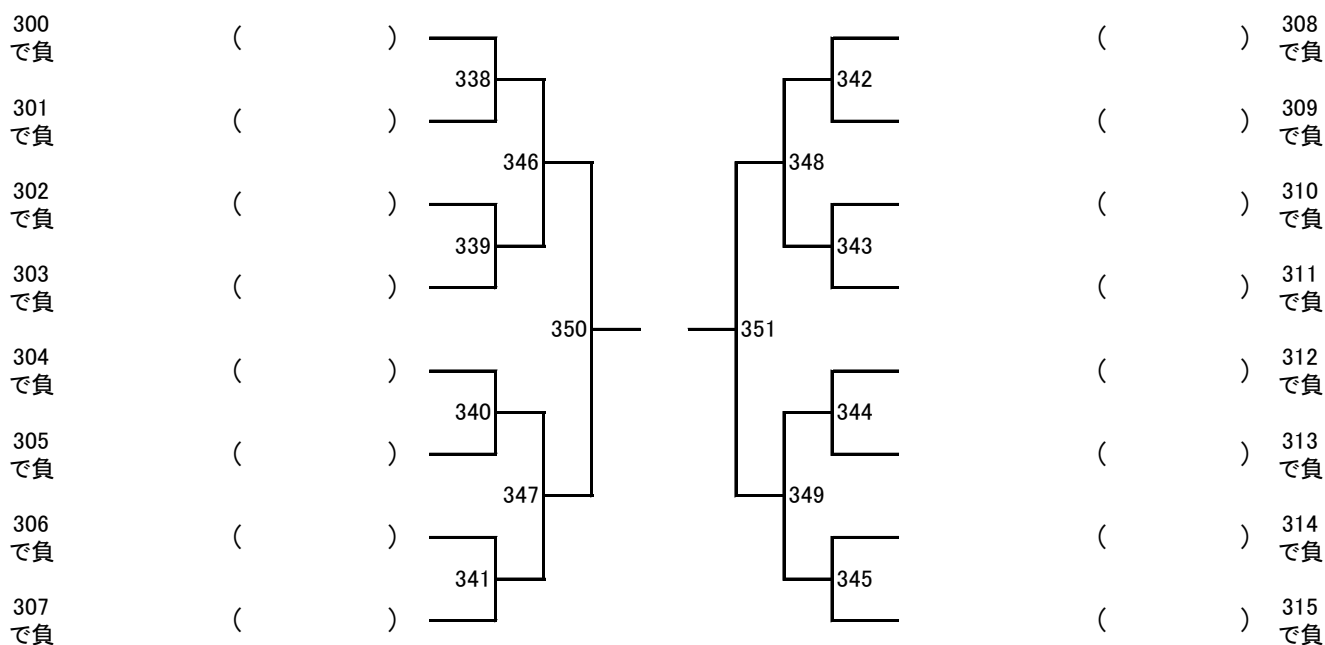 300
で負 (   ) (   ) 308
で負
338 342
301
で負 (   ) (   ) 309
で負
346 348
302
で負 (   ) (   ) 310
で負
339 343
303
で負 (   ) (   ) 311
で負
350 351
304
で負 (   ) (   ) 312
で負
340 344
305
で負 (   ) (   ) 313
で負
347 349
306
で負 (   ) (   ) 314
で負
341 345
307
で負 (   ) (   ) 315
で負